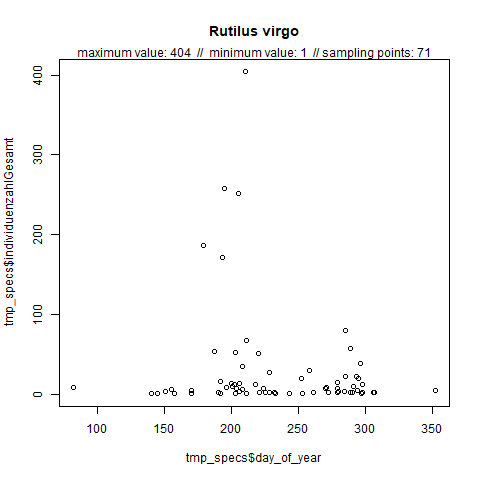 Rutilus virgo
maximum value: 404 // minimum value: 1 // sampling points: 71
tmp_specs$individuenzahlGesamt
400
300
200
100
0
100
150
200
250
300
350
tmp_specs$day_of_year